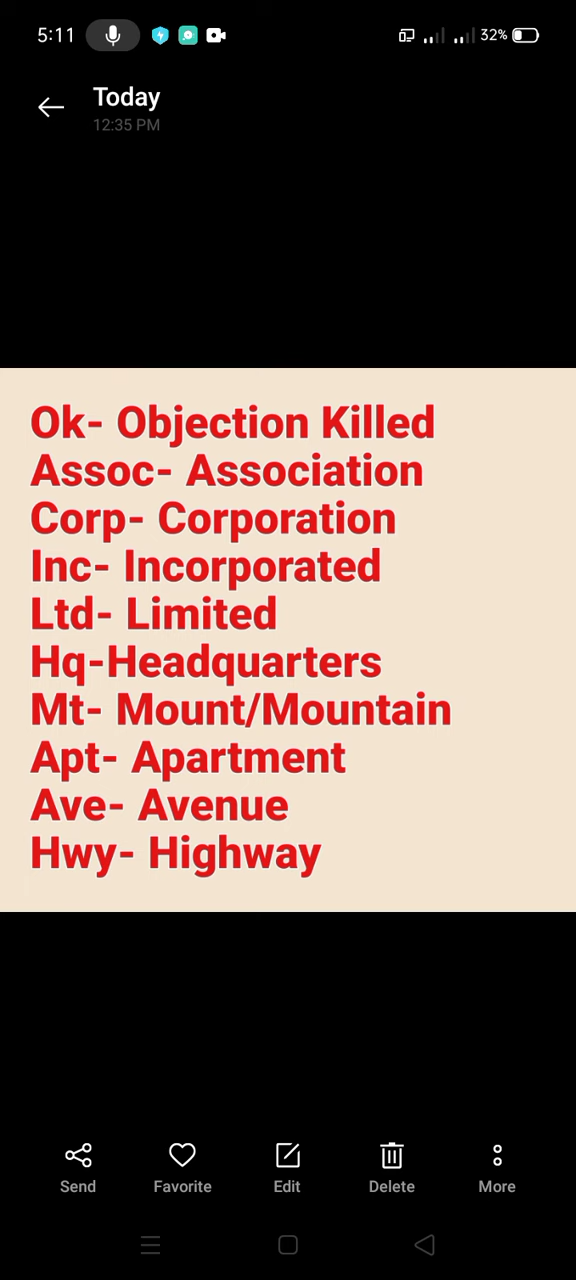 5:11
32%
Today
12:35 PM
Ok- Objection Killed
Assoc- Association
Corp- Corporation
Inc- Incorporated
Ltd- Limited
Hq-Headquarters
Mt- Mount/Mountain
Apt- Apartment
Ave- Avenue
Hwy- Highway
Send Favorite Edit Delete More